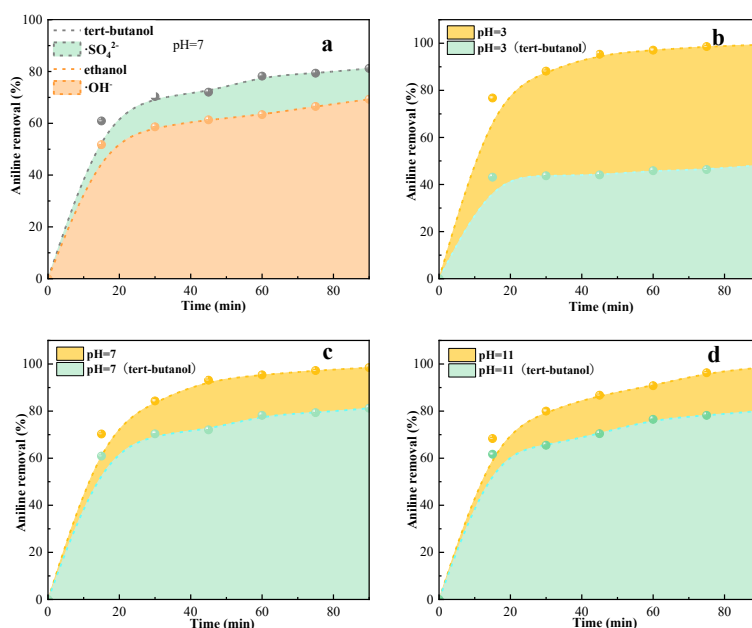 tert-butanol
·SO₄²⁻
ethanol
·OH⁻
pH=7
a
Aniline removal (%)
100
80
60
40
20
0
0 20 40 60 80
Time (min)
pH=3
pH=3（tert-butanol）
b
Aniline removal (%)
100
80
60
40
20
0
0 20 40 60 80
Time (min)
pH=7
pH=7（tert-butanol）
c
Aniline removal (%)
100
80
60
40
20
0
0 20 40 60 80
Time (min)
pH=11
pH=11（tert-butanol）
d
Aniline removal (%)
100
80
60
40
20
0
0 20 40 60 80
Time (min)